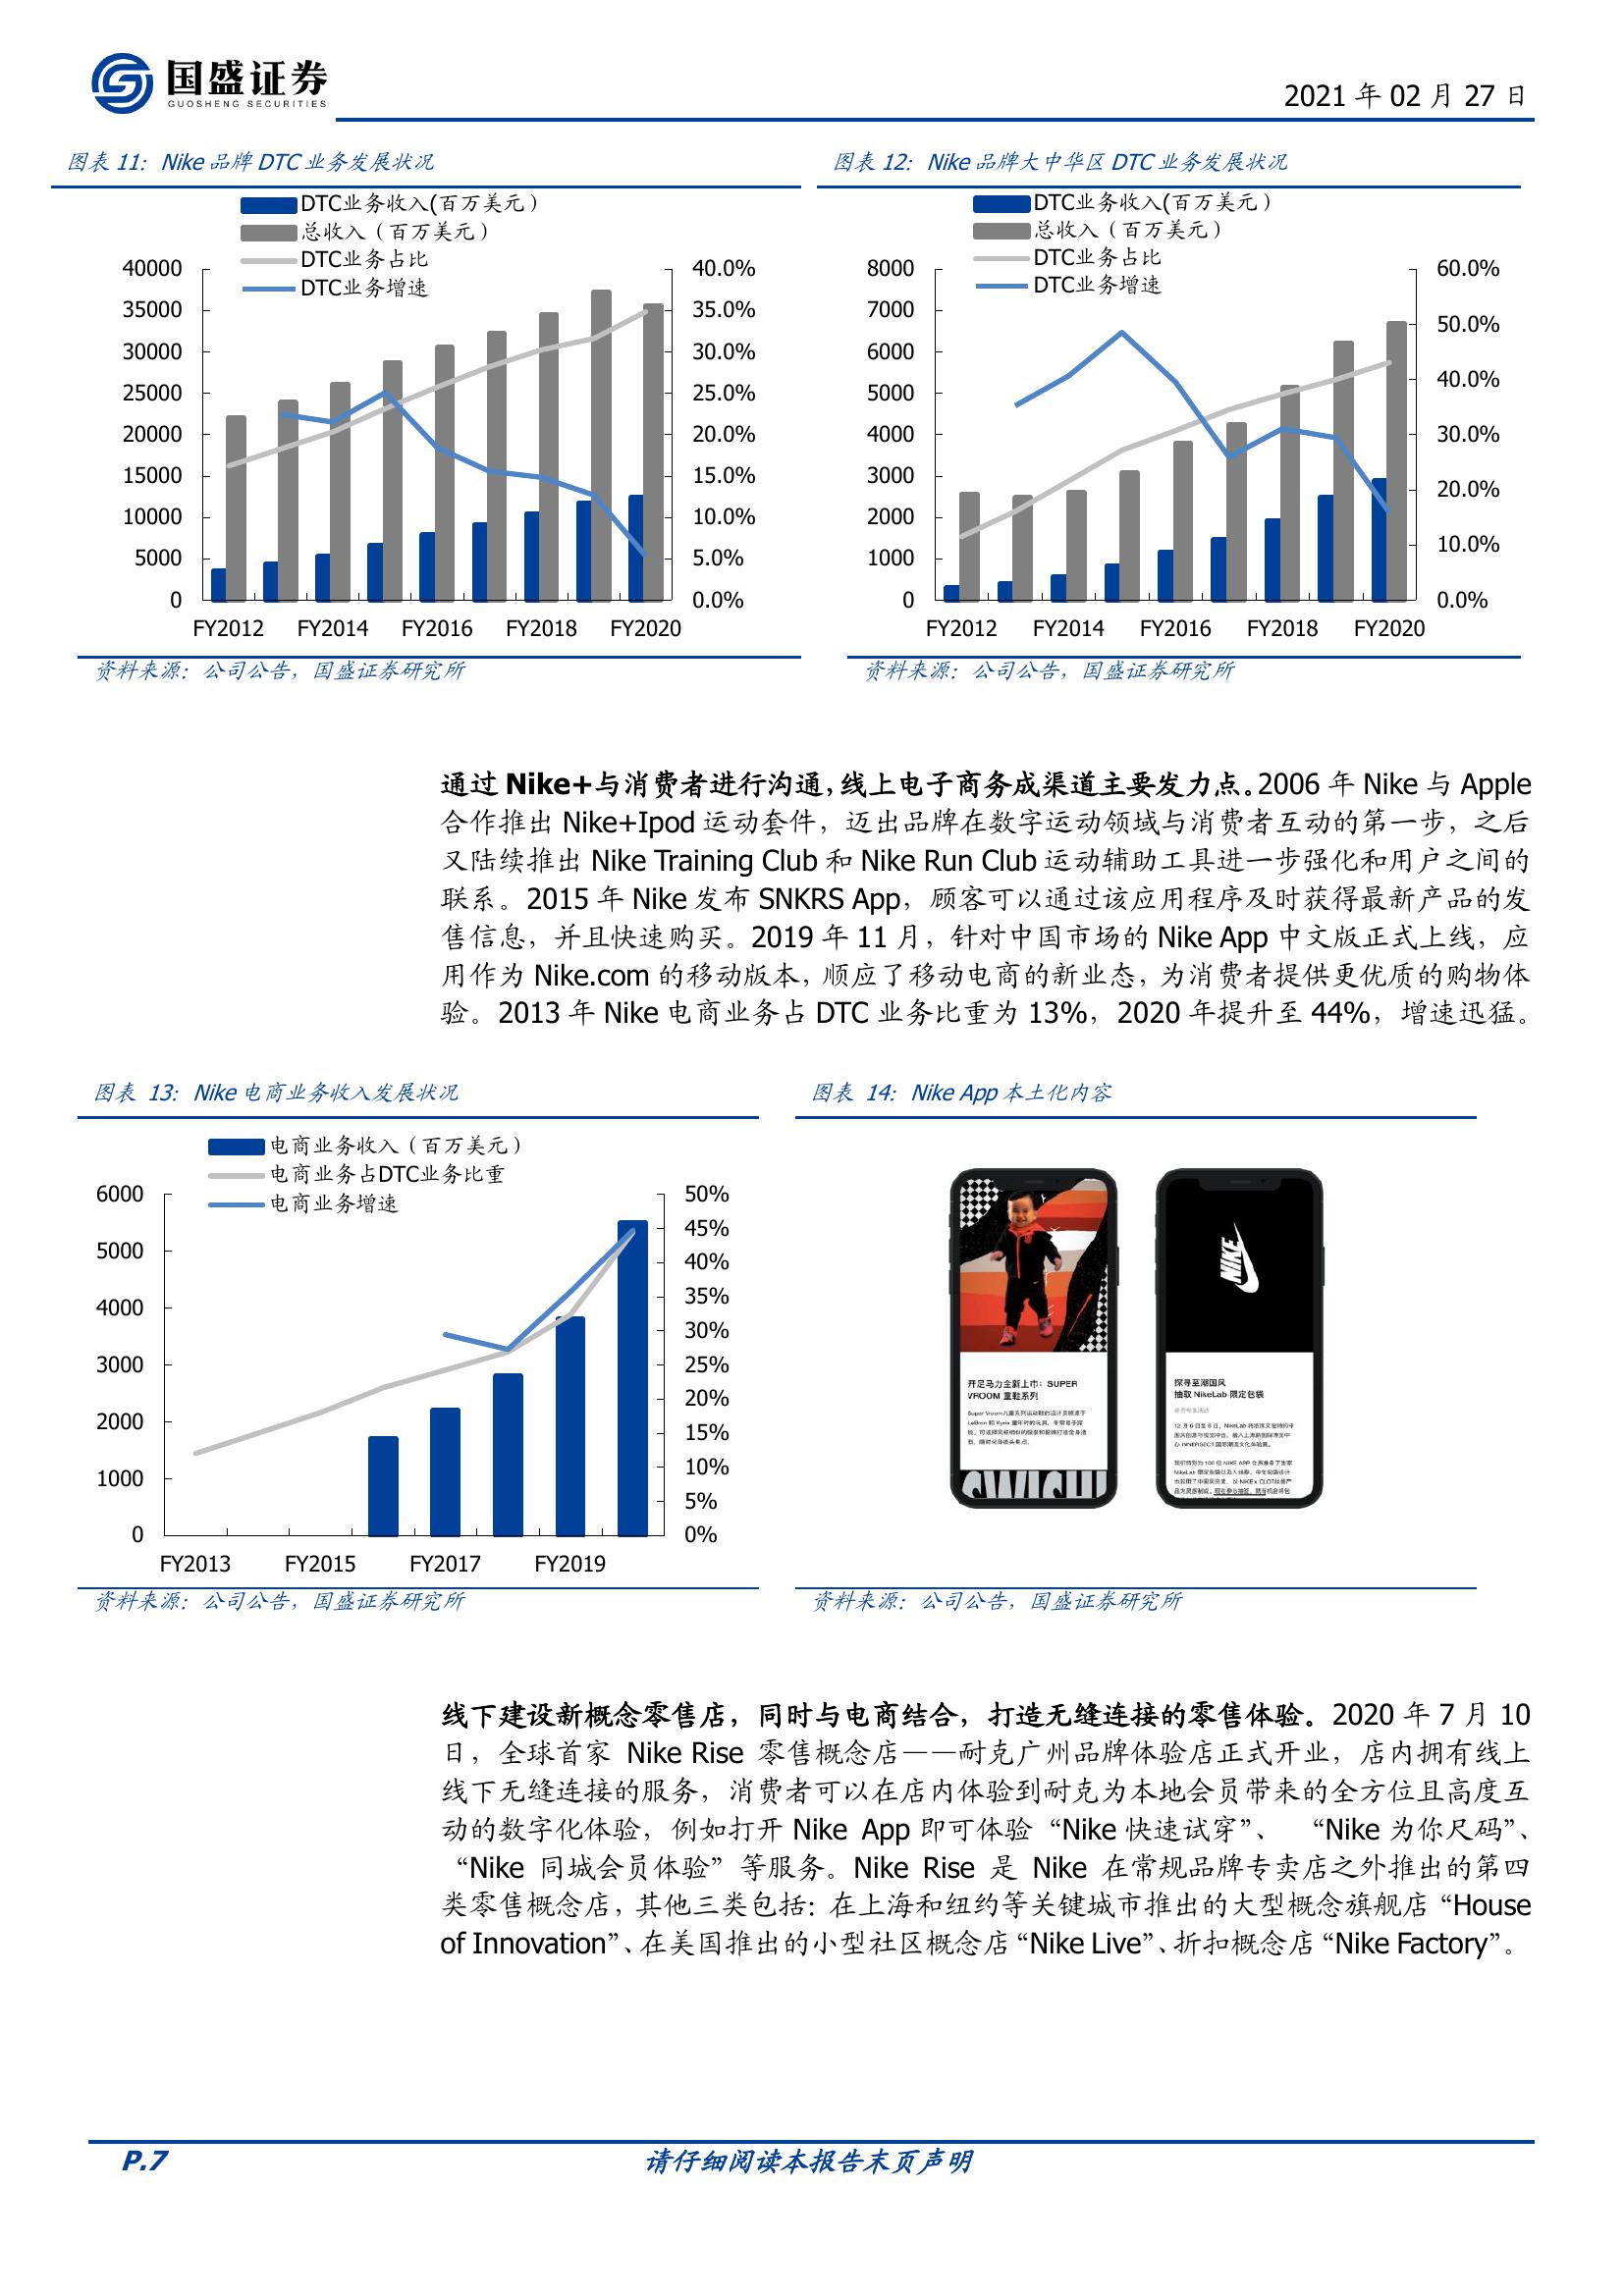 国盛证券
GUOSHENG SECURITIES
2021 年 02 月 27 日
图表 11: Nike 品牌 DTC 业务发展状况
DTC业务收入(百万美元）
总收入（百万美元）
DTC业务占比
DTC业务增速
40000
35000
30000
25000
20000
15000
10000
5000
0
40.0%
35.0%
30.0%
25.0%
20.0%
15.0%
10.0%
5.0%
0.0%
FY2012 FY2014 FY2016 FY2018 FY2020
资料来源：公司公告，国盛证券研究所
图表 12: Nike 品牌大中华区 DTC 业务发展状况
DTC业务收入(百万美元）
总收入（百万美元）
DTC业务占比
DTC业务增速
8000
7000
6000
5000
4000
3000
2000
1000
0
60.0%
50.0%
40.0%
30.0%
20.0%
10.0%
0.0%
FY2012 FY2014 FY2016 FY2018 FY2020
资料来源：公司公告，国盛证券研究所
通过 Nike+与消费者进行沟通，线上电子商务成渠道主要发力点。2006 年 Nike 与 Apple
合作推出 Nike+Ipod 运动套件，迈出品牌在数字运动领域与消费者互动的第一步，之后
又陆续推出 Nike Training Club 和 Nike Run Club 运动辅助工具进一步强化和用户之间的
联系。2015 年 Nike 发布 SNKRS App，顾客可以通过该应用程序及时获得最新产品的发
售信息，并且快速购买。2019 年 11 月，针对中国市场的 Nike App 中文版正式上线，应
用作为 Nike.com 的移动版本，顺应了移动电商的新业态，为消费者提供更优质的购物体
验。2013 年 Nike 电商业务占 DTC 业务比重为 13%，2020 年提升至 44%，增速迅猛。
图表 13: Nike 电商业务收入发展状况
电商业务收入（百万美元）
电商业务占DTC业务比重
电商业务增速
6000
5000
4000
3000
2000
1000
0
50%
45%
40%
35%
30%
25%
20%
15%
10%
5%
0%
FY2013 FY2015 FY2017 FY2019
资料来源：公司公告，国盛证券研究所
图表 14: Nike App 本土化内容
开足马力全新上市：SUPER
VROOM 童鞋系列
NIKE
探寻至潮国风
抽取 NikeLab 限定包袋
资料来源：公司公告，国盛证券研究所
线下建设新概念零售店，同时与电商结合，打造无缝连接的零售体验。2020 年 7 月 10
日，全球首家 Nike Rise 零售概念店——耐克广州品牌体验店正式开业，店内拥有线上
线下无缝连接的服务，消费者可以在店内体验到耐克为本地会员带来的全方位且高度互
动的数字化体验，例如打开 Nike App 即可体验“Nike 快速试穿”、 “Nike 为你尺码”、
“Nike 同城会员体验”等服务。Nike Rise 是 Nike 在常规品牌专卖店之外推出的第四
类零售概念店，其他三类包括：在上海和纽约等关键城市推出的大型概念旗舰店“House
of Innovation”、在美国推出的小型社区概念店“Nike Live”、折扣概念店“Nike Factory”。
P.7
请仔细阅读本报告末页声明